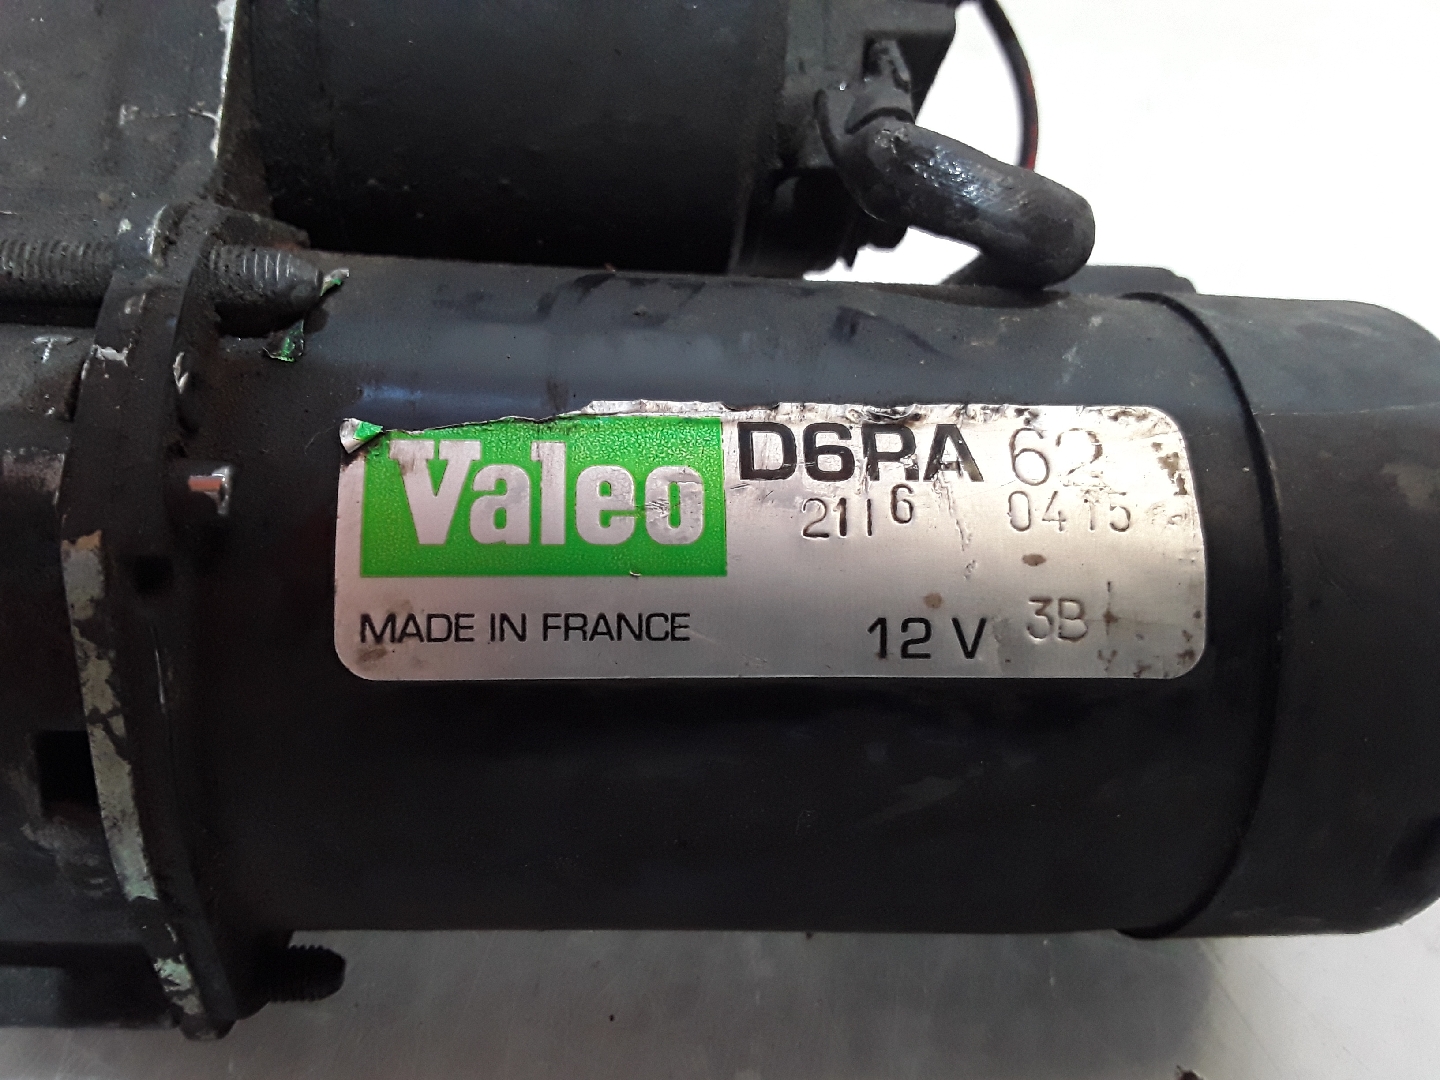 Valeo
D6RA 62
2116 0415
MADE IN FRANCE
12 V 3B